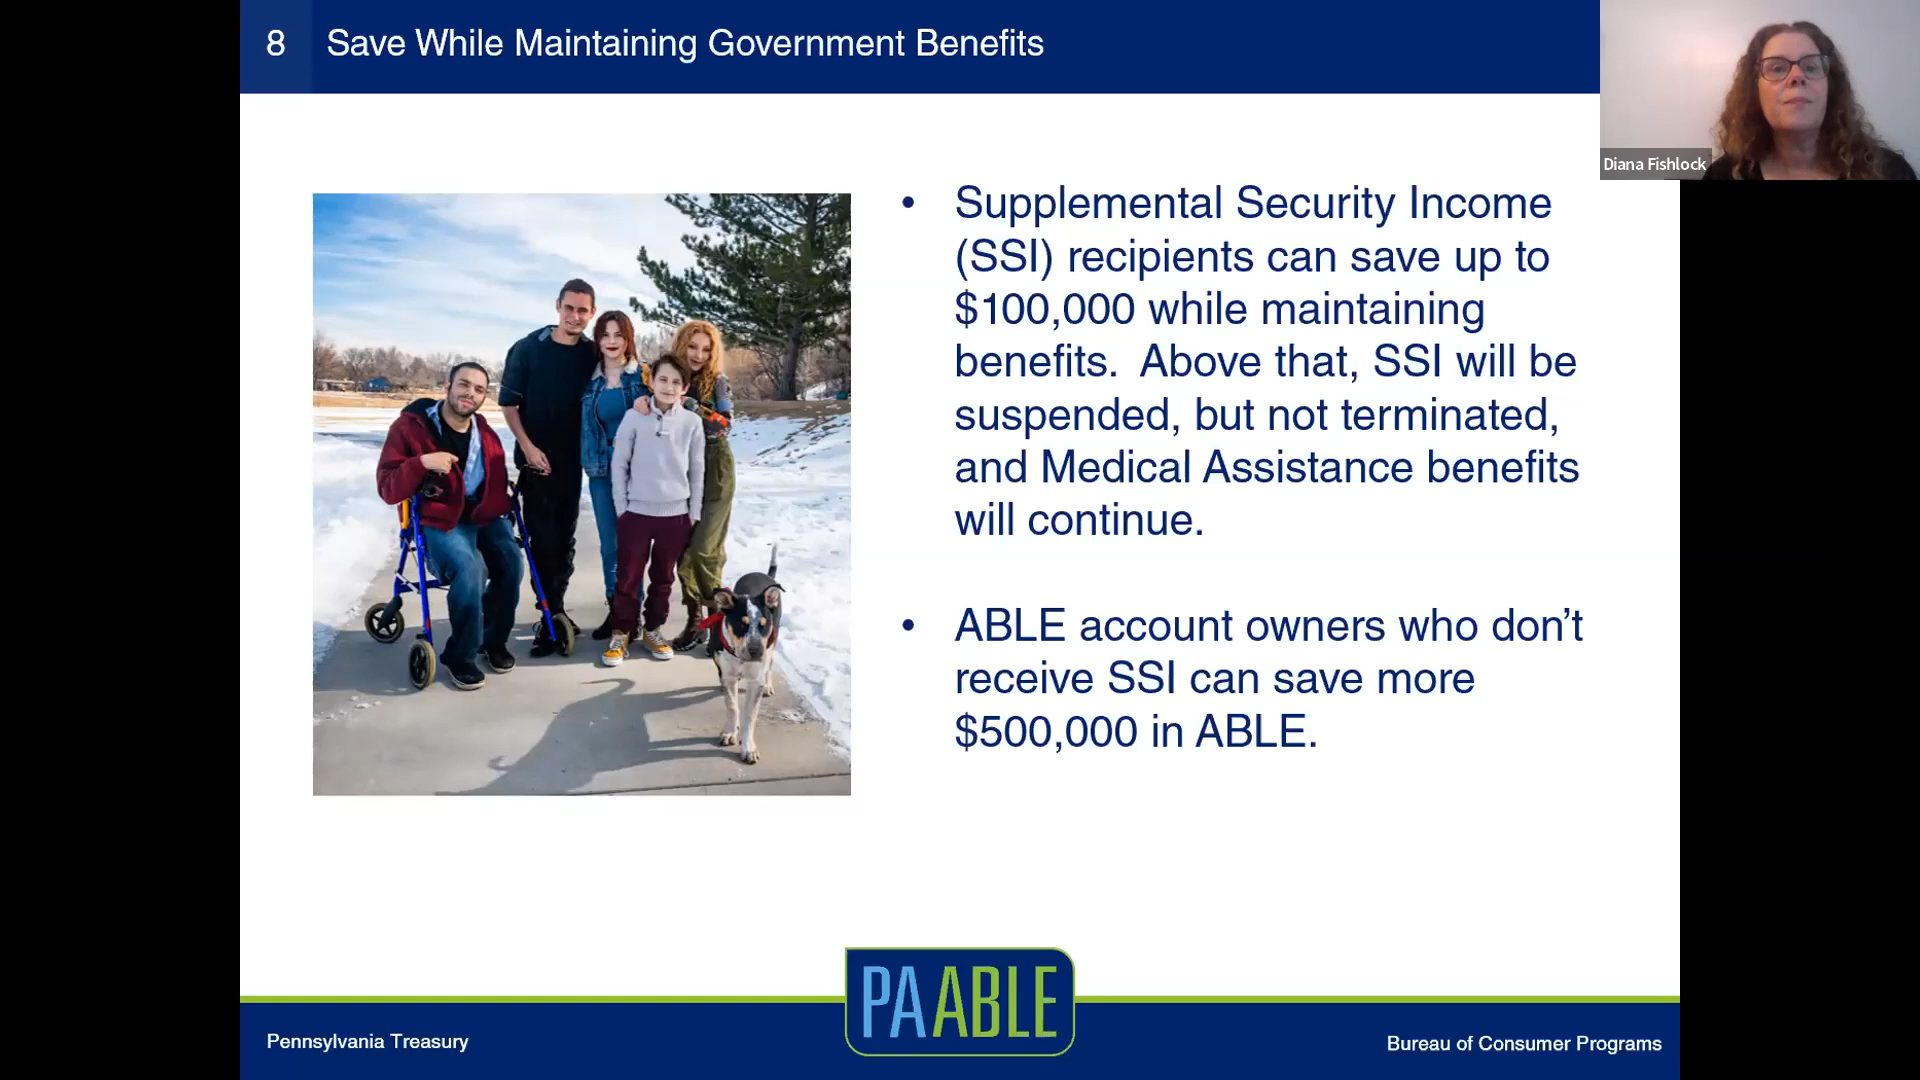 8 Save While Maintaining Government Benefits
Diana Fishlock
• Supplemental Security Income
(SSI) recipients can save up to
$100,000 while maintaining
benefits.  Above that, SSI will be
suspended, but not terminated,
and Medical Assistance benefits
will continue.
• ABLE account owners who don’t
receive SSI can save more
$500,000 in ABLE.
PAABLE
Pennsylvania Treasury
Bureau of Consumer Programs